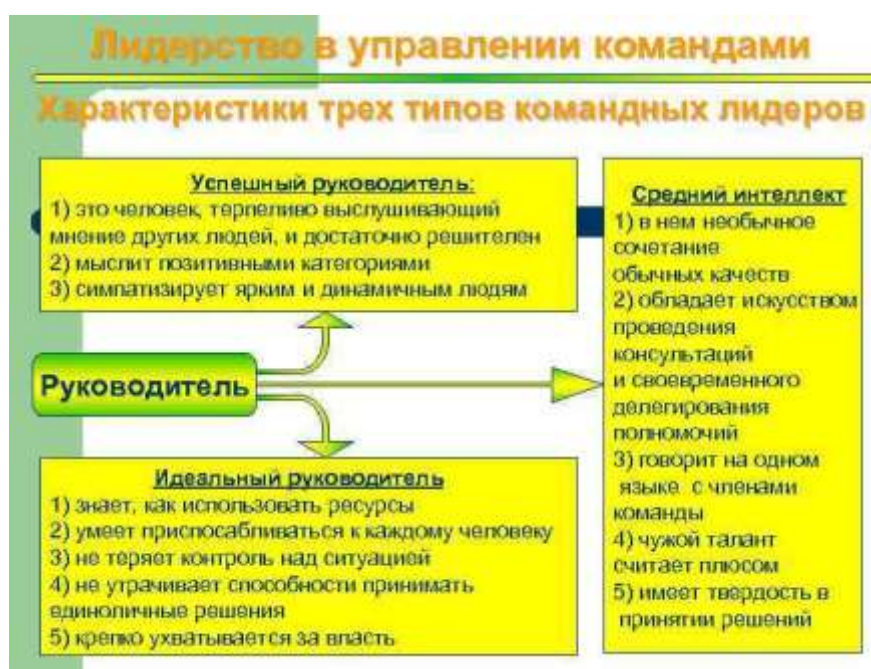 Лидерство в управлении командами
Характеристики трех типов командных лидеров
Успешный руководитель:
1) это человек, терпеливо выслушивающий
мнение других людей, и достаточно решителен
2) мыслит позитивными категориями
3) симпатизирует ярким и динамичным людям
Руководитель
Идеальный руководитель
1) знает, как использовать ресурсы
2) умеет приспосабливаться к каждому человеку
3) не теряет контроль над ситуацией
4) не утрачивает способности принимать
единоличные решения
5) крепко ухватывается за власть
Средний интеллект
1) в нем необычное
сочетание
обычных качеств
2) обладает искусством
проведения
консультаций
и своевременного
делегирования
полномочий
3) говорит на одном
языке с членами
команды
4) чужой талант
считает плюсом
5) имеет твердость в
принятии решений